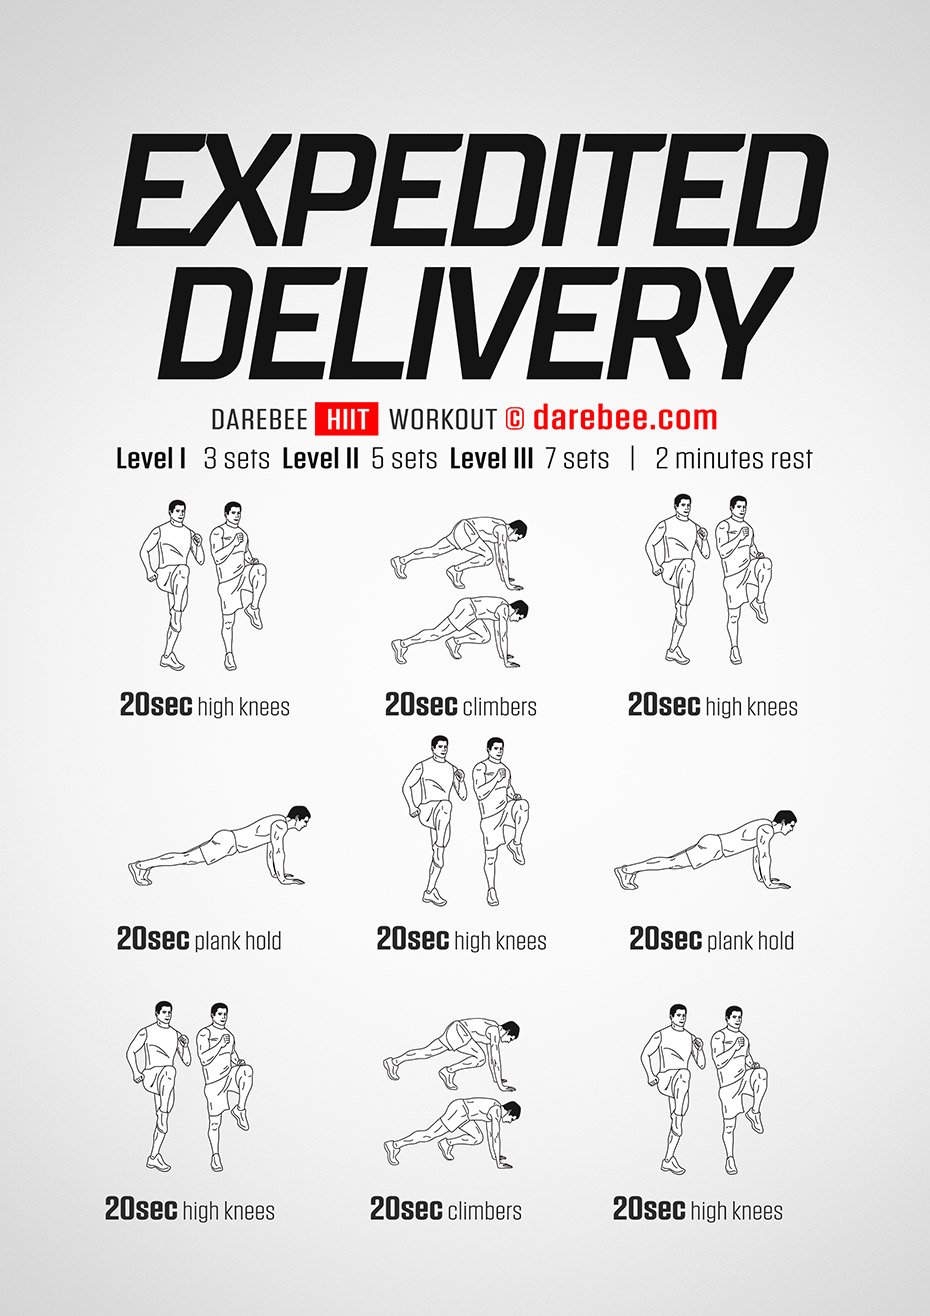 EXPEDITED
DELIVERY
DAREBEE HIIT WORKOUT © darebee.com
Level I 3 sets Level II 5 sets Level III 7 sets | 2 minutes rest
20sec high knees
20sec climbers
20sec high knees
20sec plank hold
20sec high knees
20sec plank hold
20sec high knees
20sec climbers
20sec high knees